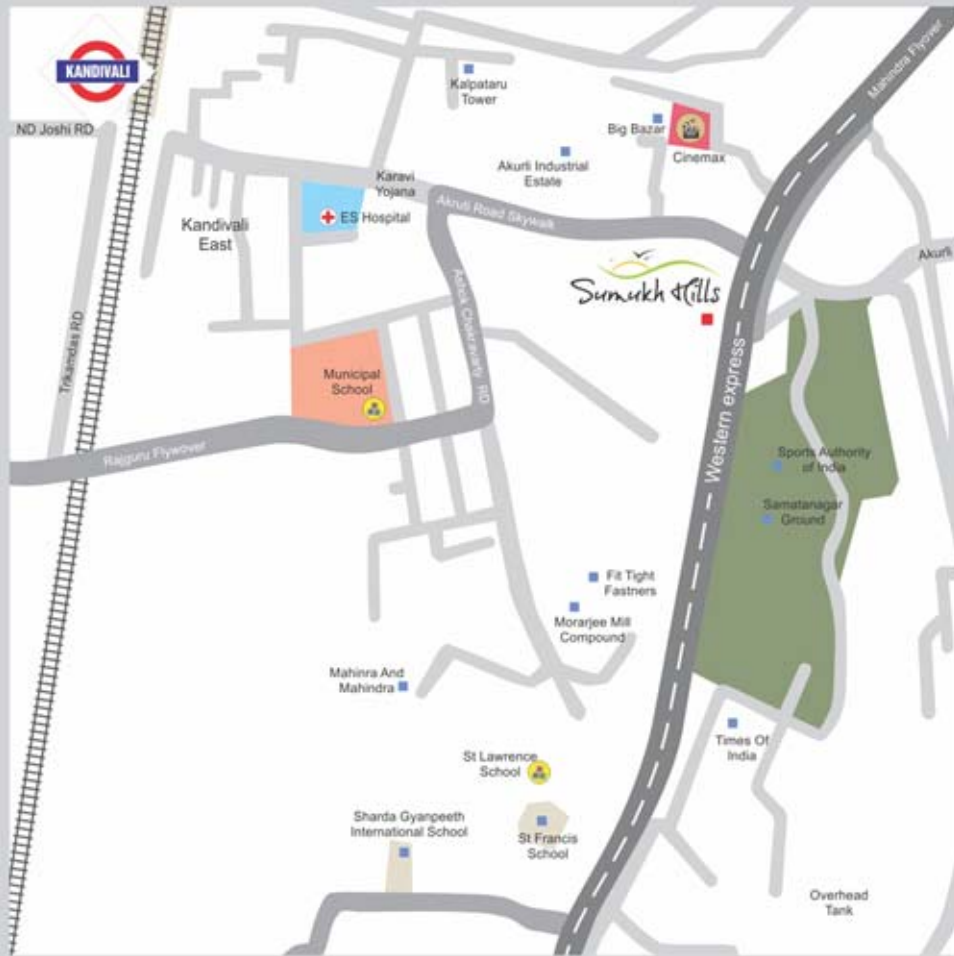 KANDIVALI
ND Joshi RD
Kalpataru
Tower
Big Bazar
Cinemax
Mahindra Flyover
Akurli Industrial
Estate
Karavi
Yojana
ES Hospital
Kandivali
East
Akruti Road Skywalk
Akurli
Sumukh Hills
Ashok Chakravarty RD
Trikamdas RD
Western express
Municipal
School
Rajguru Flywover
Sports Authority
of India
Samatanagar
Ground
Fit Tight
Fastners
Morarjee Mill
Compound
Mahinra And
Mahindra
Times Of
India
St Lawrence
School
Sharda Gyanpeeth
International School
St Francis
School
Overhead
Tank